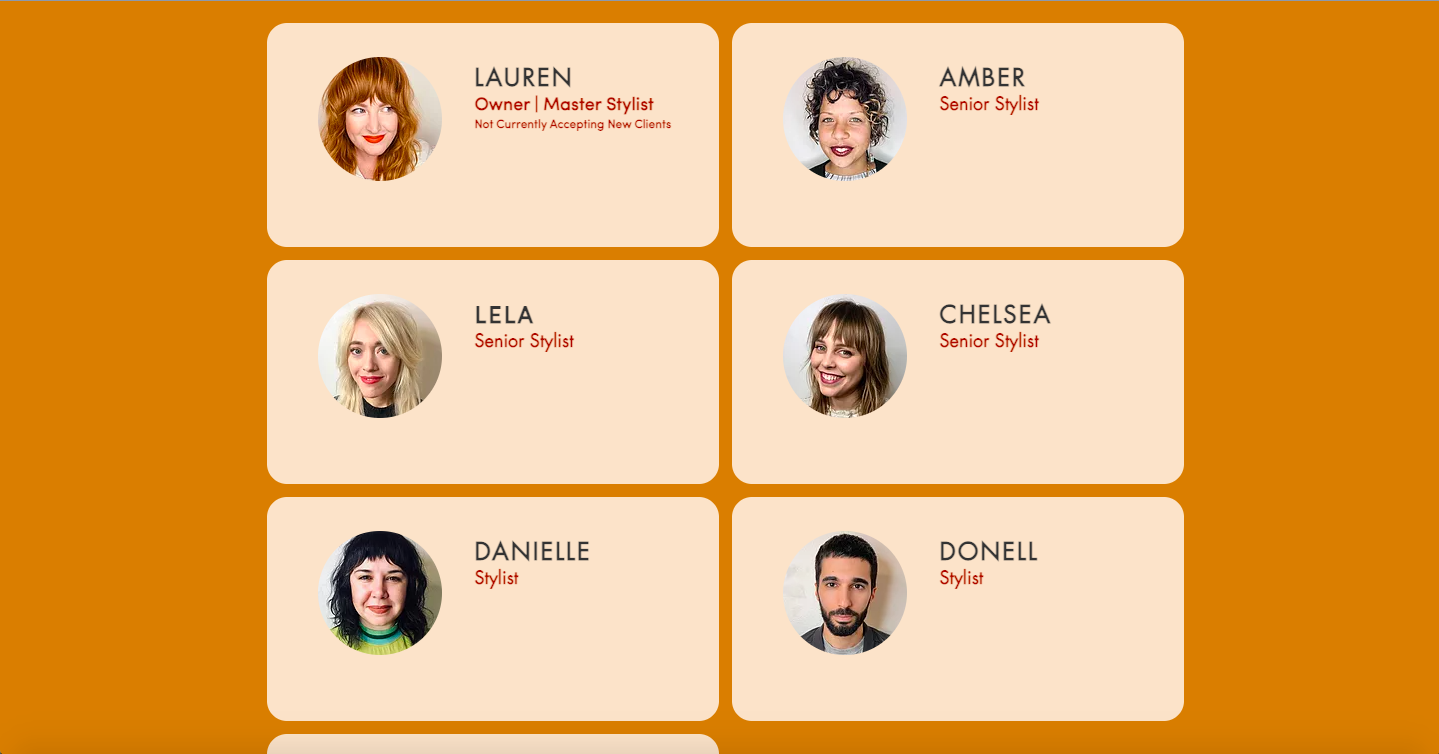 LAUREN
Owner | Master Stylist
Not Currently Accepting New Clients
AMBER
Senior Stylist
LELA
Senior Stylist
CHELSEA
Senior Stylist
DANIELLE
Stylist
DONELL
Stylist